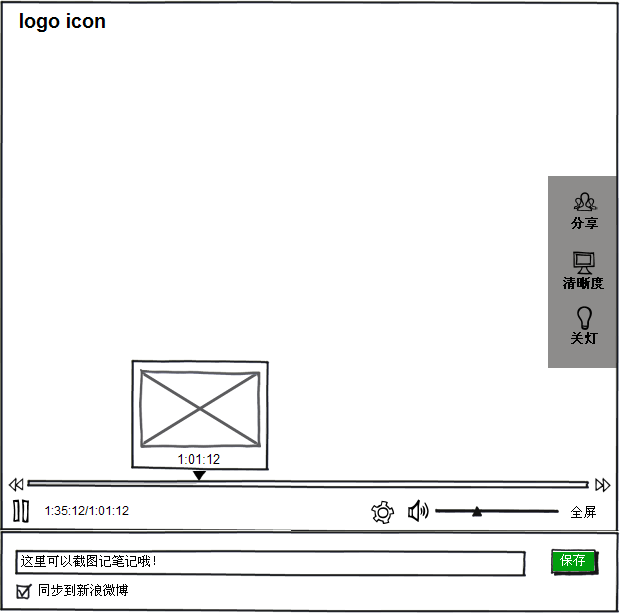 logo icon
分享
清晰度
关灯
1:01:12
1:35:12/1:01:12
全屏
这里可以截图记笔记哦!
保存
同步到新浪微博